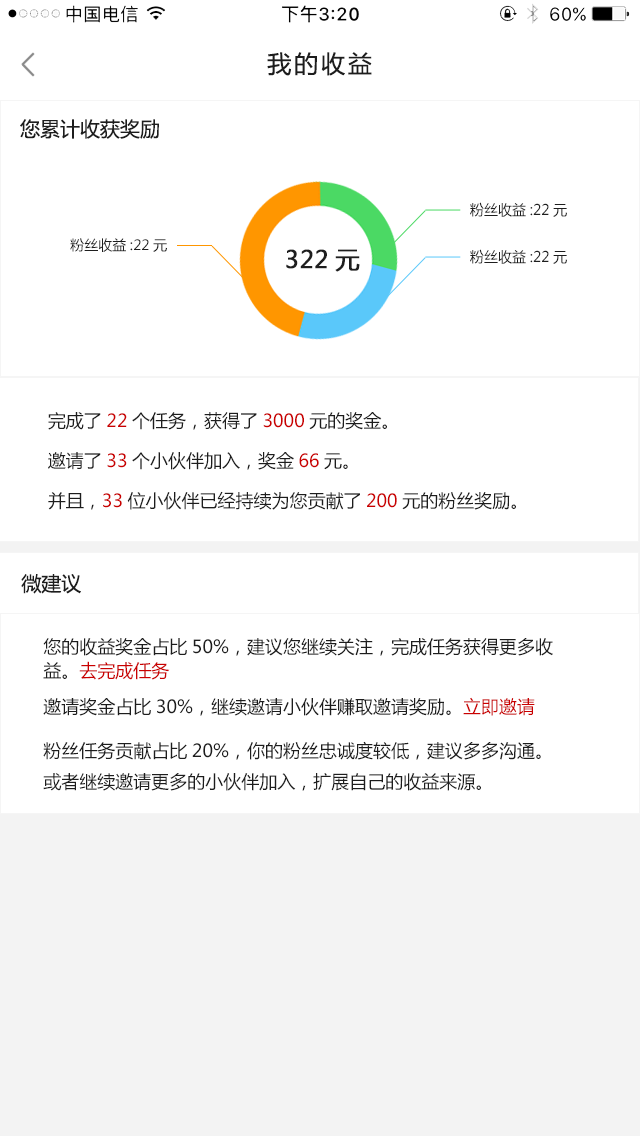 中国电信 下午3:20 60%
我的收益
您累计收获奖励
粉丝收益 :22 元
粉丝收益 :22 元
322 元
粉丝收益 :22 元
完成了 22 个任务，获得了 3000 元的奖金。
邀请了 33 个小伙伴加入，奖金 66 元。
并且，33 位小伙伴已经持续为您贡献了 200 元的粉丝奖励。
微建议
您的收益奖金占比 50%，建议您继续关注，完成任务获得更多收
益。去完成任务
邀请奖金占比 30%，继续邀请小伙伴赚取邀请奖励。立即邀请
粉丝任务贡献占比 20%，你的粉丝忠诚度较低，建议多多沟通。
或者继续邀请更多的小伙伴加入，扩展自己的收益来源。